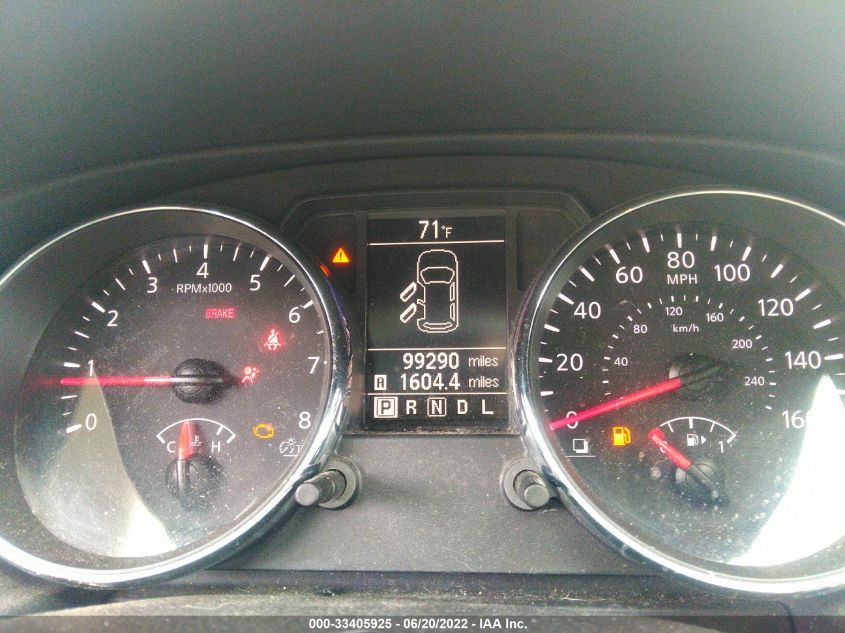 71°F
RPMx1000
0 1 2 3 4 5 6 7 8
BRAKE
C H
99290 miles
A 1604.4 miles
P R N D L
0 20 40 60 80 100 120 140 160
MPH
40 80 120 160 200 240
km/h
1
000-33405925 - 06/20/2022 - IAA Inc.